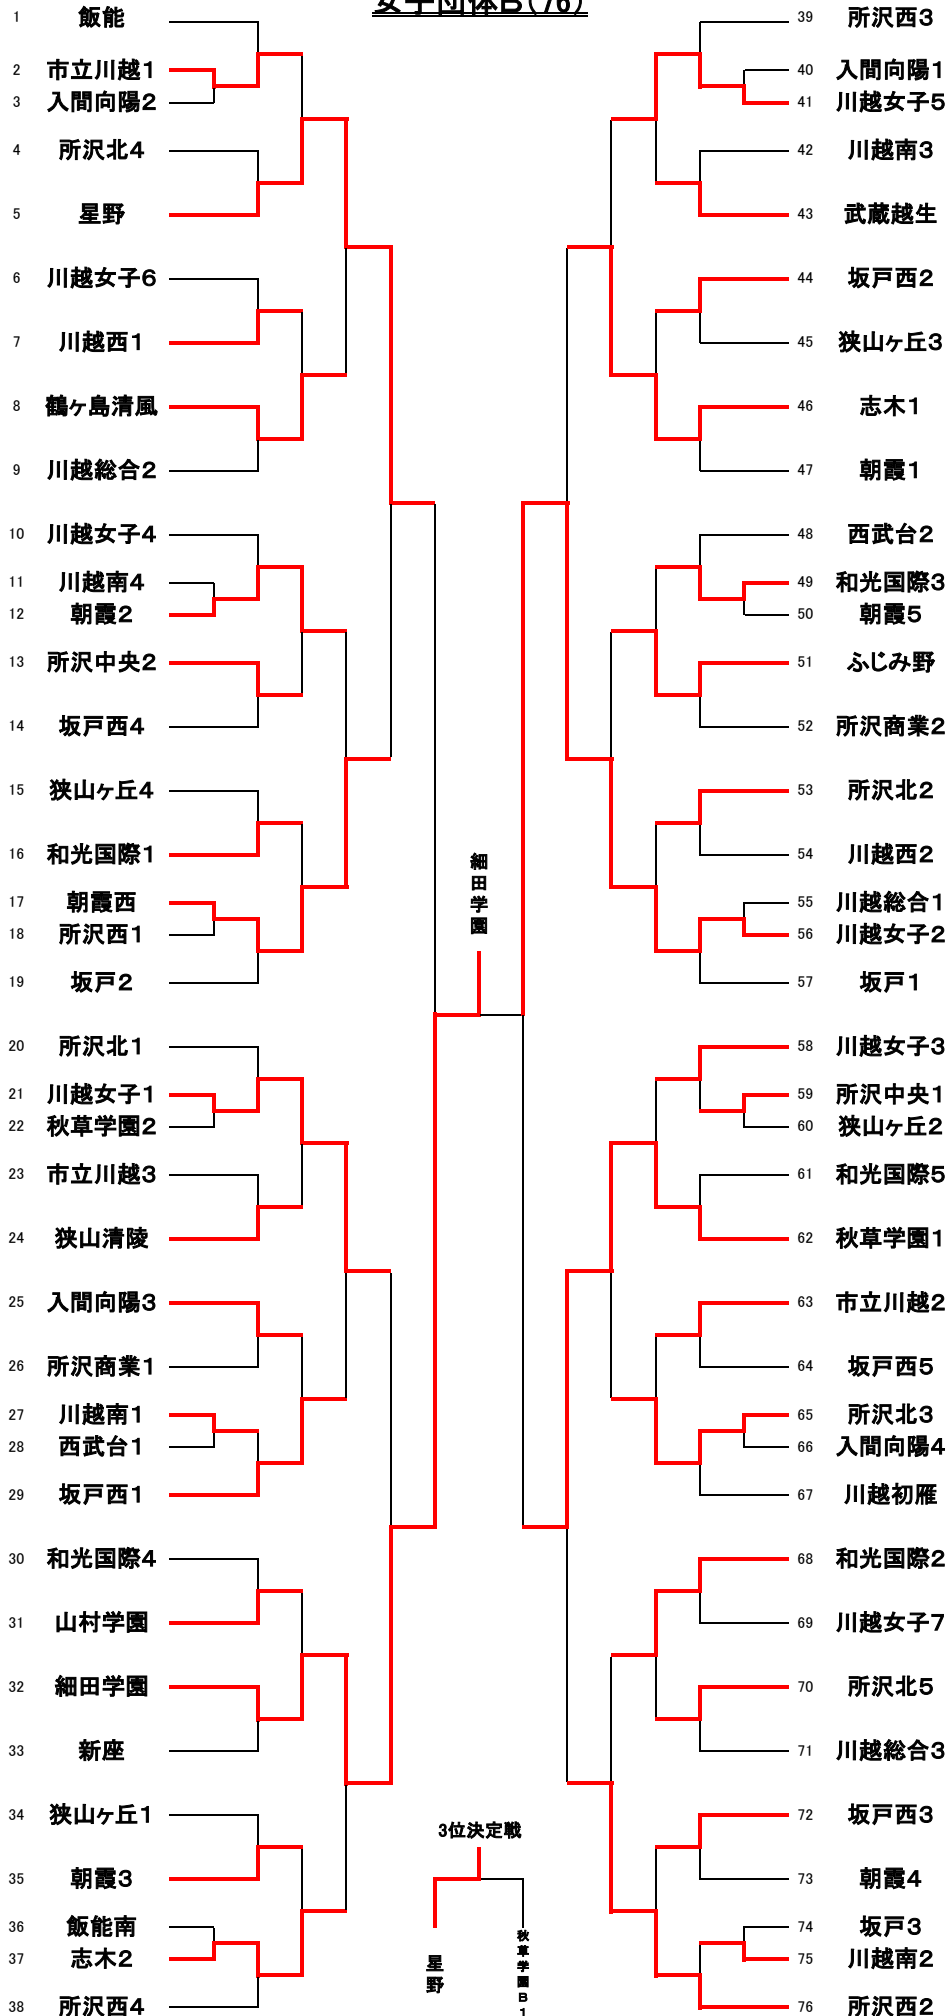 女子団体B(76)
1 飯能
2 市立川越1
3 入間向陽2
4 所沢北4
5 星野
6 川越女子6
7 川越西1
8 鶴ヶ島清風
9 川越総合2
10 川越女子4
11 川越南4
12 朝霞2
13 所沢中央2
14 坂戸西4
15 狭山ヶ丘4
16 和光国際1
17 朝霞西
18 所沢西1
19 坂戸2
20 所沢北1
21 川越女子1
22 秋草学園2
23 市立川越3
24 狭山清陵
25 入間向陽3
26 所沢商業1
27 川越南1
28 西武台1
29 坂戸西1
30 和光国際4
31 山村学園
32 細田学園
33 新座
34 狭山ヶ丘1
35 朝霞3
36 飯能南
37 志木2
38 所沢西4
細田学園
3位決定戦
星野
秋草学園B1
39 所沢西3
40 入間向陽1
41 川越女子5
42 川越南3
43 武蔵越生
44 坂戸西2
45 狭山ヶ丘3
46 志木1
47 朝霞1
48 西武台2
49 和光国際3
50 朝霞5
51 ふじみ野
52 所沢商業2
53 所沢北2
54 川越西2
55 川越総合1
56 川越女子2
57 坂戸1
58 川越女子3
59 所沢中央1
60 狭山ヶ丘2
61 和光国際5
62 秋草学園1
63 市立川越2
64 坂戸西5
65 所沢北3
66 入間向陽4
67 川越初雁
68 和光国際2
69 川越女子7
70 所沢北5
71 川越総合3
72 坂戸西3
73 朝霞4
74 坂戸3
75 川越南2
76 所沢西2